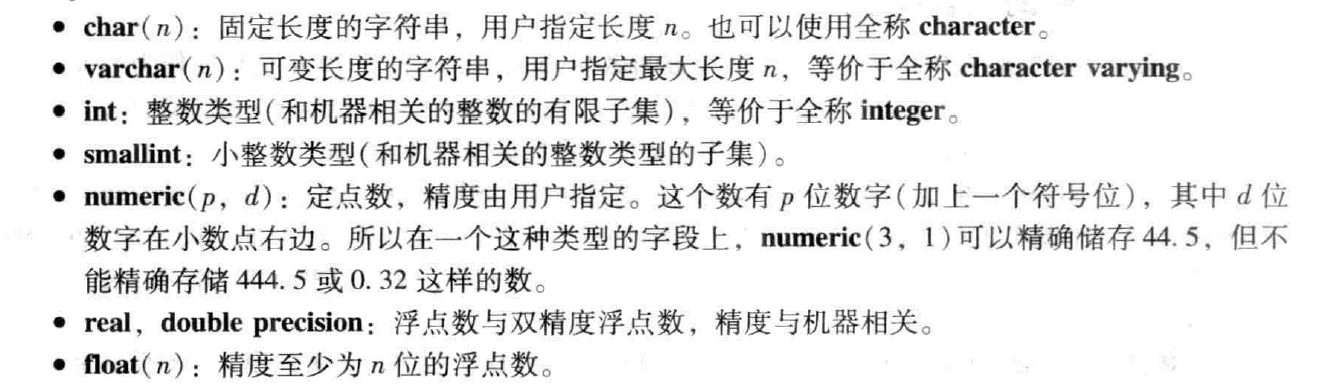 • char(n)：固定长度的字符串，用户指定长度 n。也可以使用全称 character。
• varchar(n)：可变长度的字符串，用户指定最大长度 n，等价于全称 character varying。
• int：整数类型(和机器相关的整数的有限子集)，等价于全称 integer。
• smallint：小整数类型(和机器相关的整数类型的子集)。
• numeric(p, d)：定点数，精度由用户指定。这个数有 p 位数字(加上一个符号位)，其中 d 位
数字在小数点右边。所以在一个这种类型的字段上，numeric(3, 1)可以精确储存 44.5，但不
能精确存储 444.5 或 0.32 这样的数。
• real, double precision：浮点数与双精度浮点数，精度与机器相关。
• float(n)：精度至少为 n 位的浮点数。